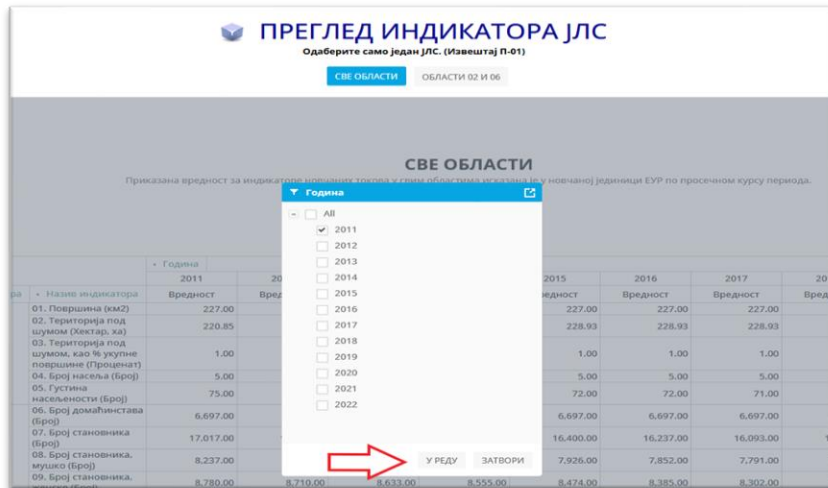 ПРЕГЛЕД ИНДИКАТОРА ЈЛС
Одаберите само један ЈЛС. (Извештај П-01)
СВЕ ОБЛАСТИ ОБЛАСТИ 02 И 06
СВЕ ОБЛАСТИ
Приказана вредност за индикаторе новчаних токова у свим областима исказана је у новчаној јединици ЕУР по просечном курсу периода.
Година
All
2011
2012
2013
2014
2015
2016
2017
2018
2019
2020
2021
2022
У РЕДУ ЗАТВОРИ
Година
2011 2015 2016 2017
Назив индикатора Вредност Вредност Вредност
01. Површина (км2) 227.00 227.00 227.00 227.00
02. Територија под
шумом (Хектар, ха) 220.85 228.93 228.93 228.93
03. Територија под
шумом, као % укупне
површине (Проценат) 1.00 1.00 1.00 1.00
04. Број насеља (Број) 5.00 5.00 5.00 5.00
05. Густина
насељености (Број) 75.00 72.00 72.00 71.00
06. Број домаћинстава
(Број) 6,697.00 6,697.00 6,697.00 6,697.00
07. Број становника
(Број) 17,017.00 16,400.00 16,237.00 16,093.00
08. Број становника,
мушко (Број) 8,237.00 7,926.00 7,852.00 7,791.00
09. Број становника,
8,780.00 8,710.00 8,633.00 8,555.00 8,474.00 8,385.00 8,302.00